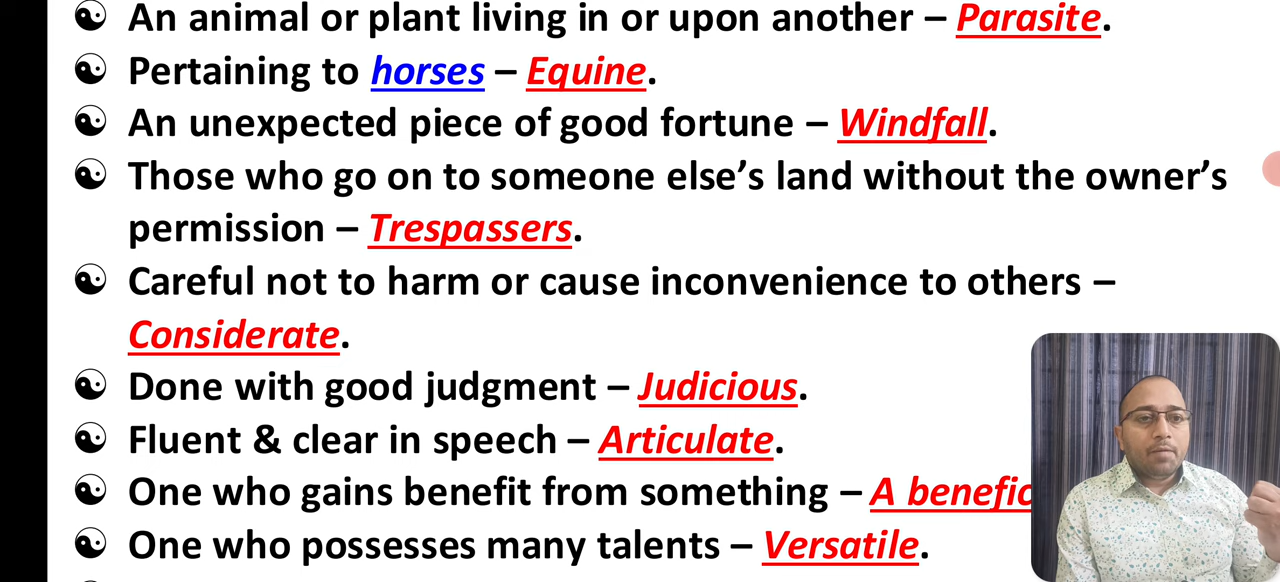 An animal or plant living in or upon another – Parasite.
Pertaining to horses – Equine.
An unexpected piece of good fortune – Windfall.
Those who go on to someone else’s land without the owner’s
permission – Trespassers.
Careful not to harm or cause inconvenience to others –
Considerate.
Done with good judgment – Judicious.
Fluent & clear in speech – Articulate.
One who gains benefit from something – A
One who possesses many talents – Versatile.